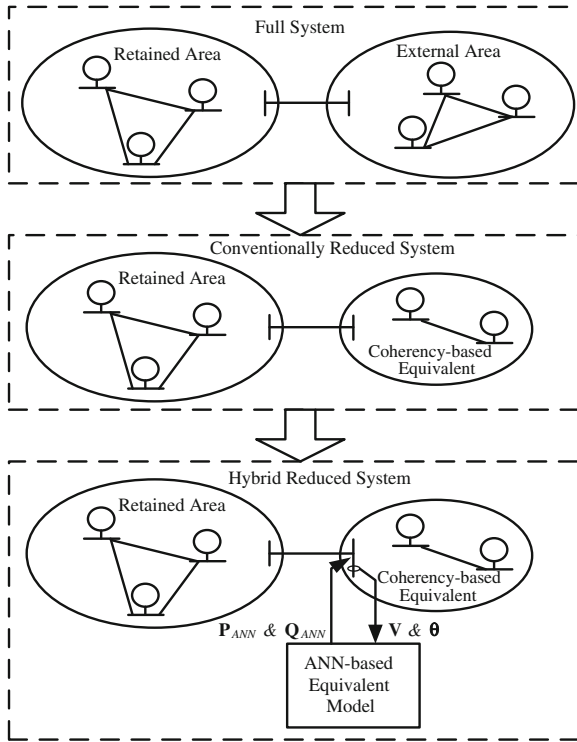 Full System
Retained Area
External Area
Conventionally Reduced System
Retained Area
Coherency-based
Equivalent
Hybrid Reduced System
Retained Area
Coherency-based
Equivalent
P_ANN & Q_ANN
V & θ
ANN-based
Equivalent
Model